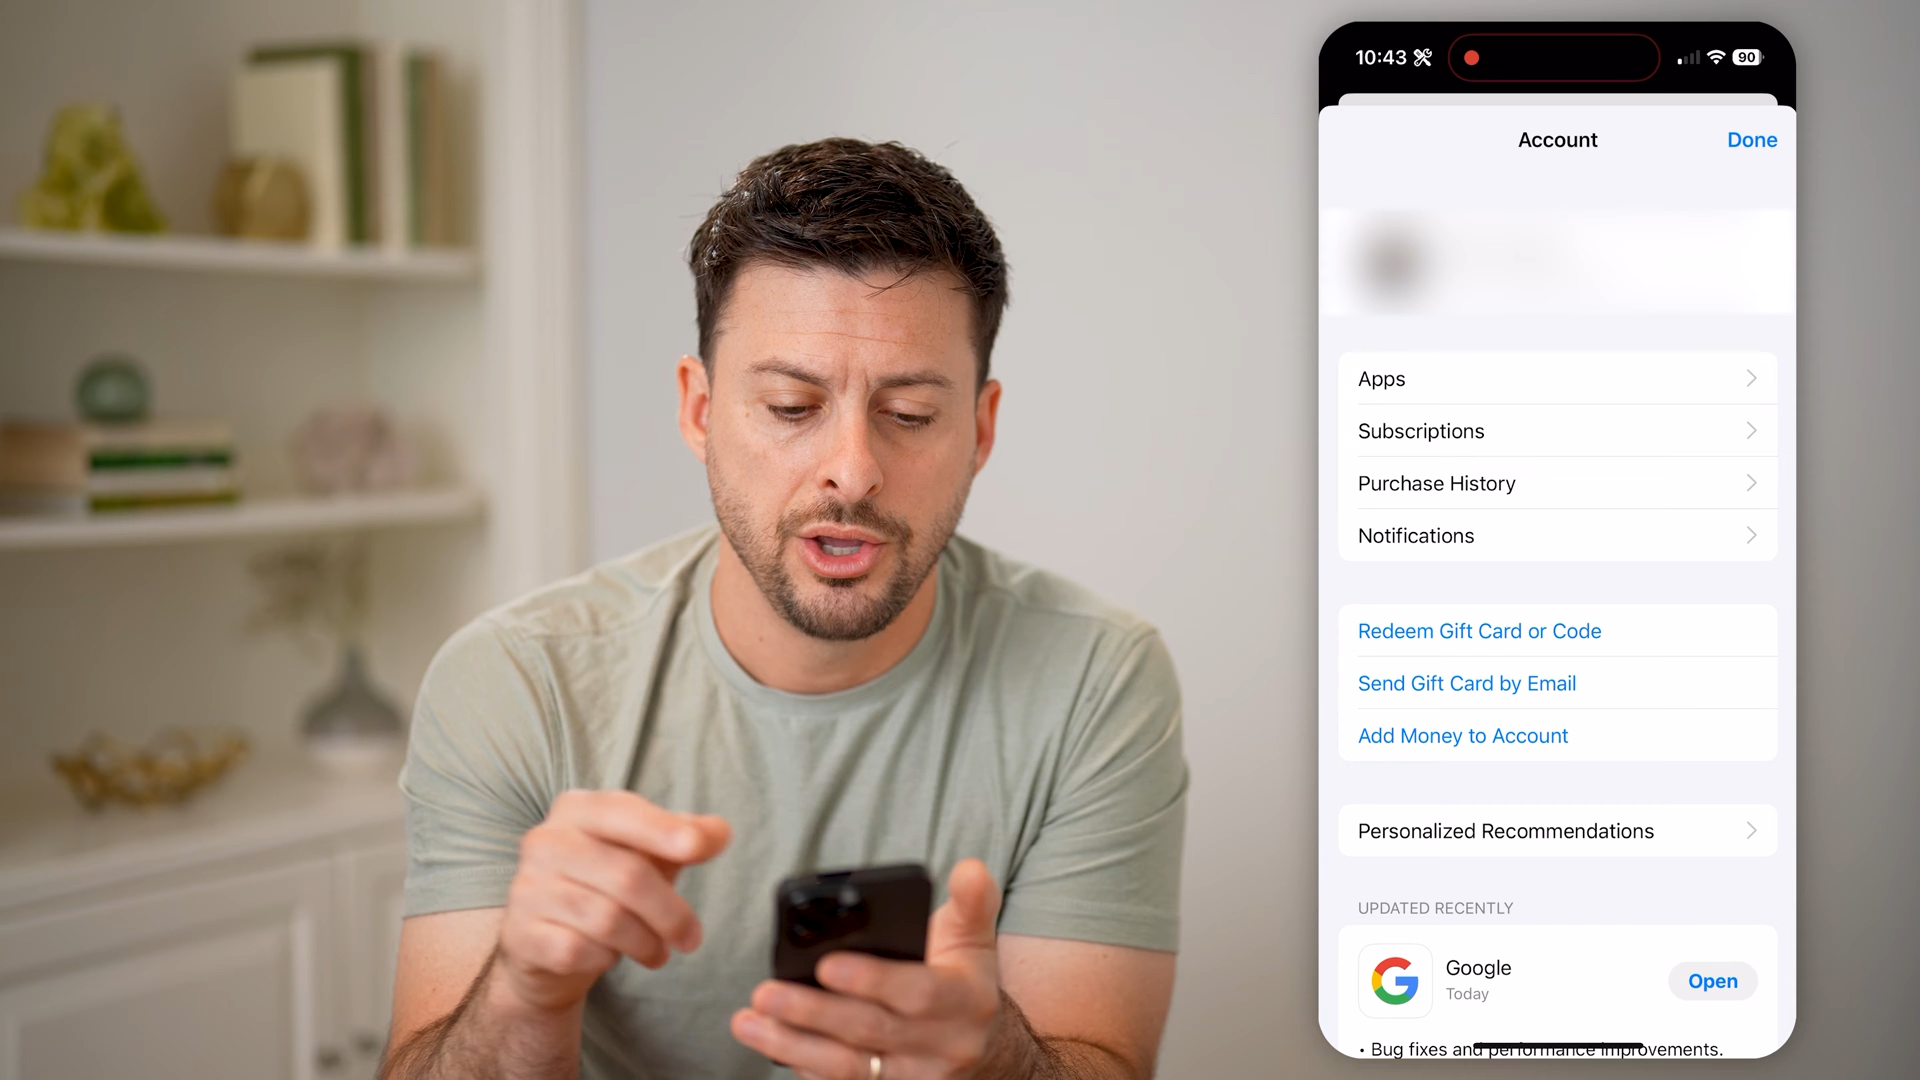 10:43
90
Account
Done
Apps
Subscriptions
Purchase History
Notifications
Redeem Gift Card or Code
Send Gift Card by Email
Add Money to Account
Personalized Recommendations
UPDATED RECENTLY
Google
Today
Open
• Bug fixes and performance improvements.